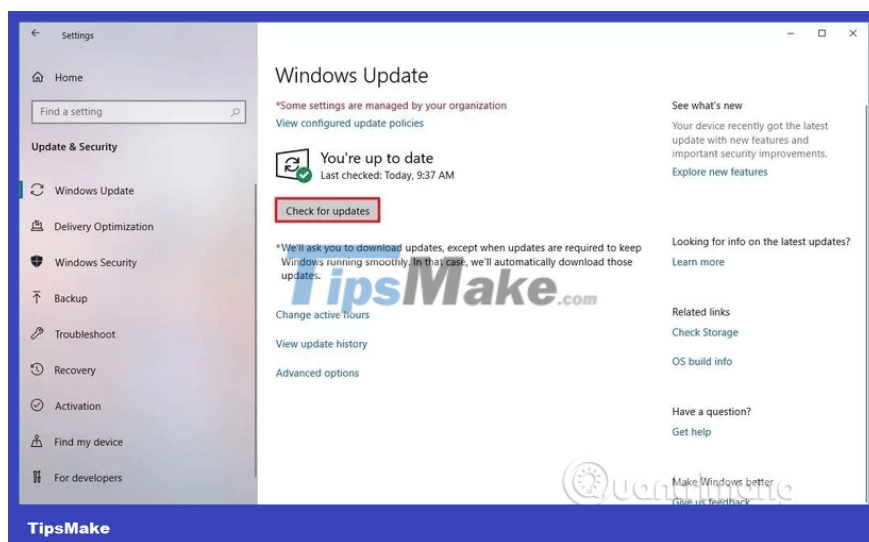 Settings
Home
Find a setting
Update & Security
Windows Update
Delivery Optimization
Windows Security
Backup
Troubleshoot
Recovery
Activation
Find my device
For developers
Windows Update
*Some settings are managed by your organization
View configured update policies
You're up to date
Last checked: Today, 9:37 AM
Check for updates
*We'll ask you to download updates, except when updates are required to keep
Windows running smoothly. In that case, we'll automatically download those
updates.
TipsMake.com
Change active hours
View update history
Advanced options
See what's new
Your device recently got the latest
update with new features and
important security improvements.
Explore new features
Looking for info on the latest updates?
Learn more
Related links
Check Storage
OS build info
Have a question?
Get help
Make Windows better
Give us feedback
Quantrimang
TipsMake